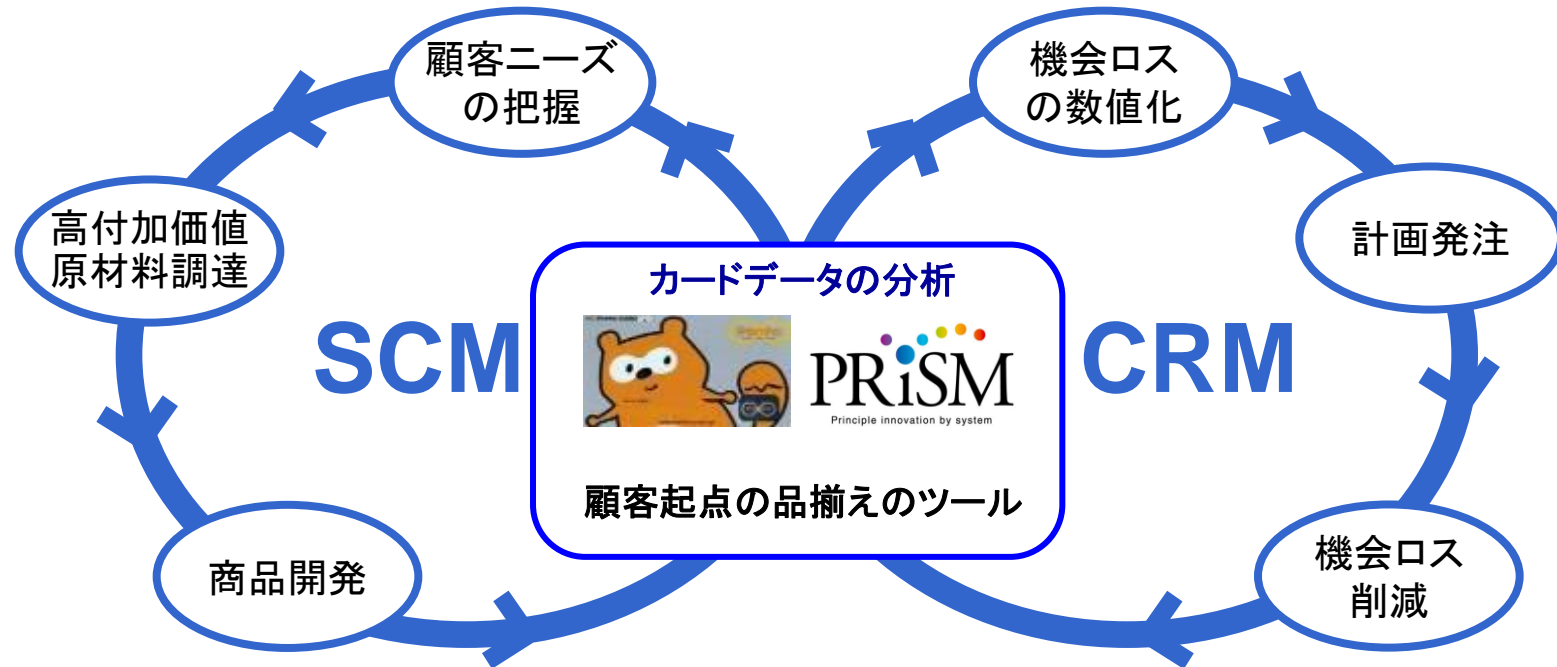 顧客ニーズ
の把握
機会ロス
の数値化
高付加価値
原材料調達
計画発注
カードデータの分析
SCM
PRiSM
Principle innovation by system
CRM
顧客起点の品揃えのツール
商品開発
機会ロス
削減